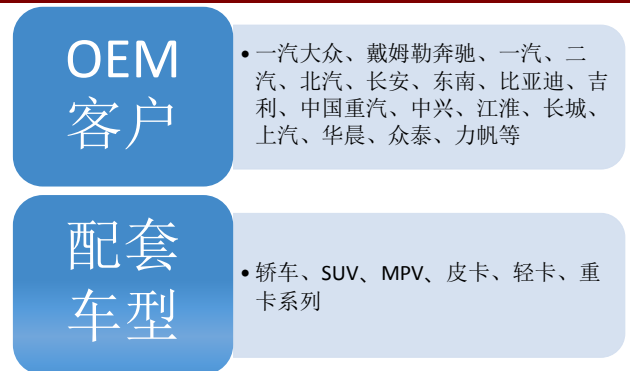 OEM
客户
•一汽大众、戴姆勒奔驰、一汽、二
汽、北汽、长安、东南、比亚迪、吉
利、中国重汽、中兴、江淮、长城、
上汽、华晨、众泰、力帆等
配套
车型
•轿车、SUV、MPV、皮卡、轻卡、重
卡系列